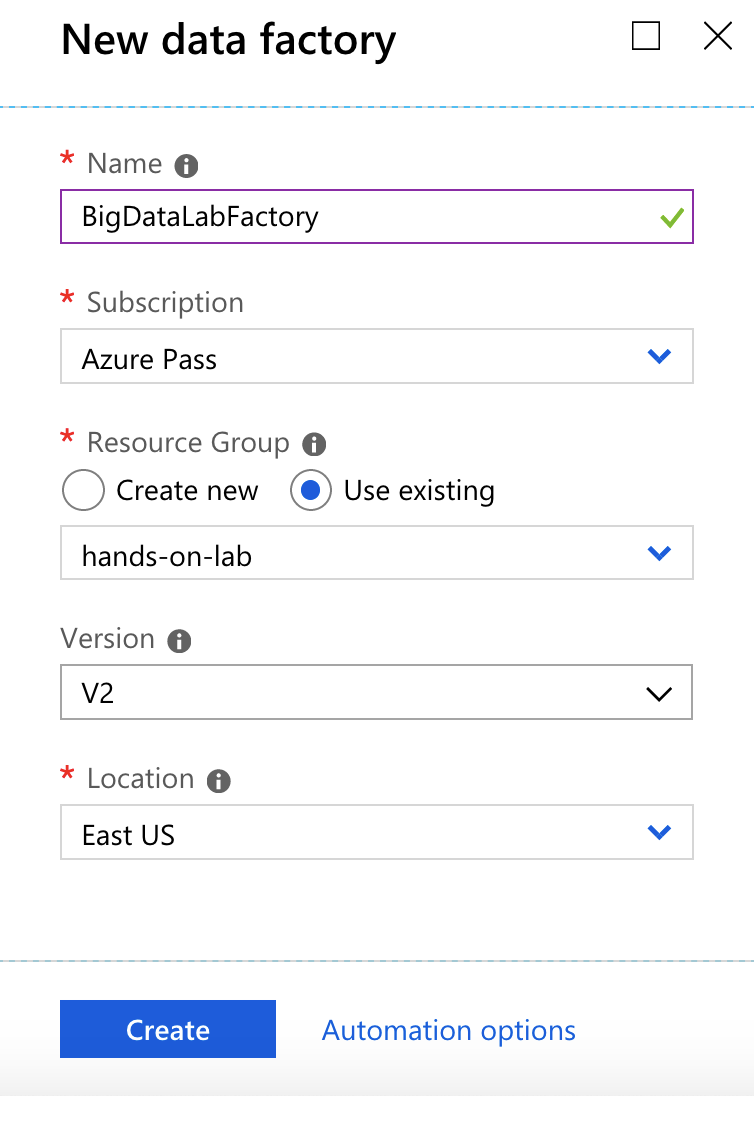 New data factory
* Name
BigDataLabFactory
* Subscription
Azure Pass
* Resource Group
Create new Use existing
hands-on-lab
Version
V2
* Location
East US
Create Automation options